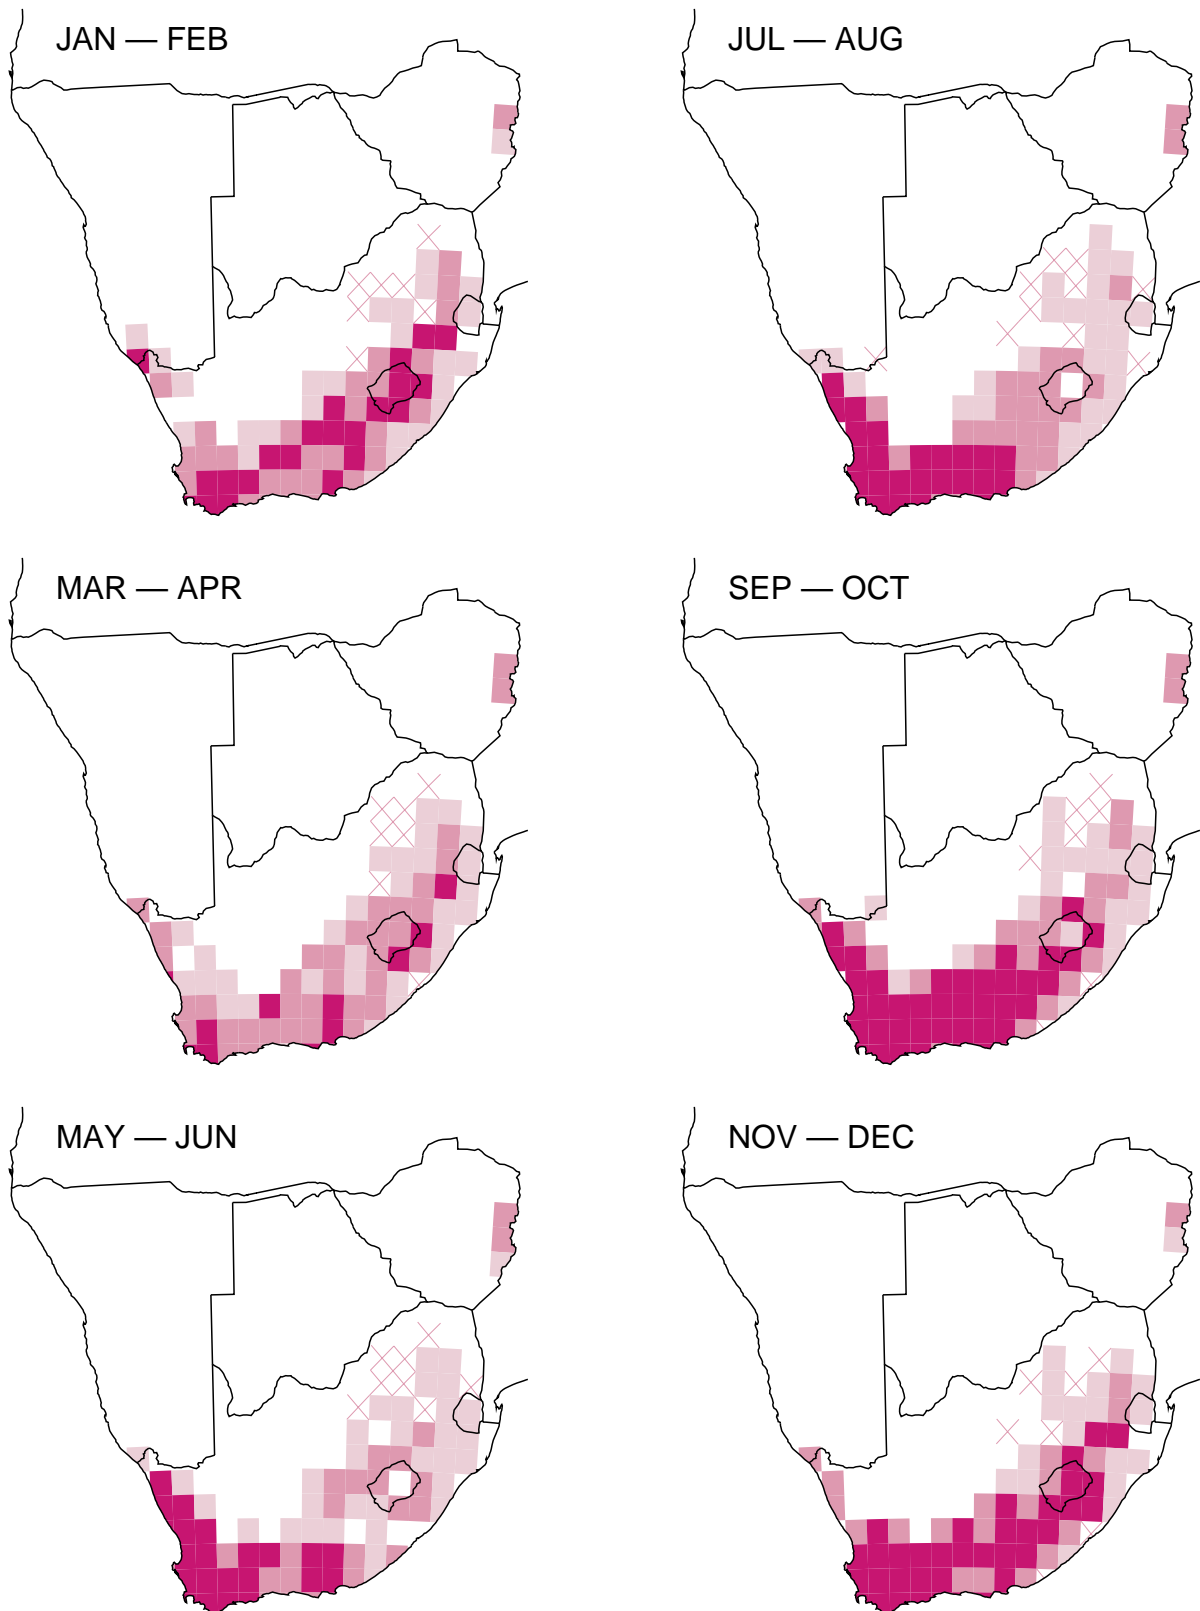 JAN — FEB
JUL — AUG
MAR — APR
SEP — OCT
MAY — JUN
NOV — DEC